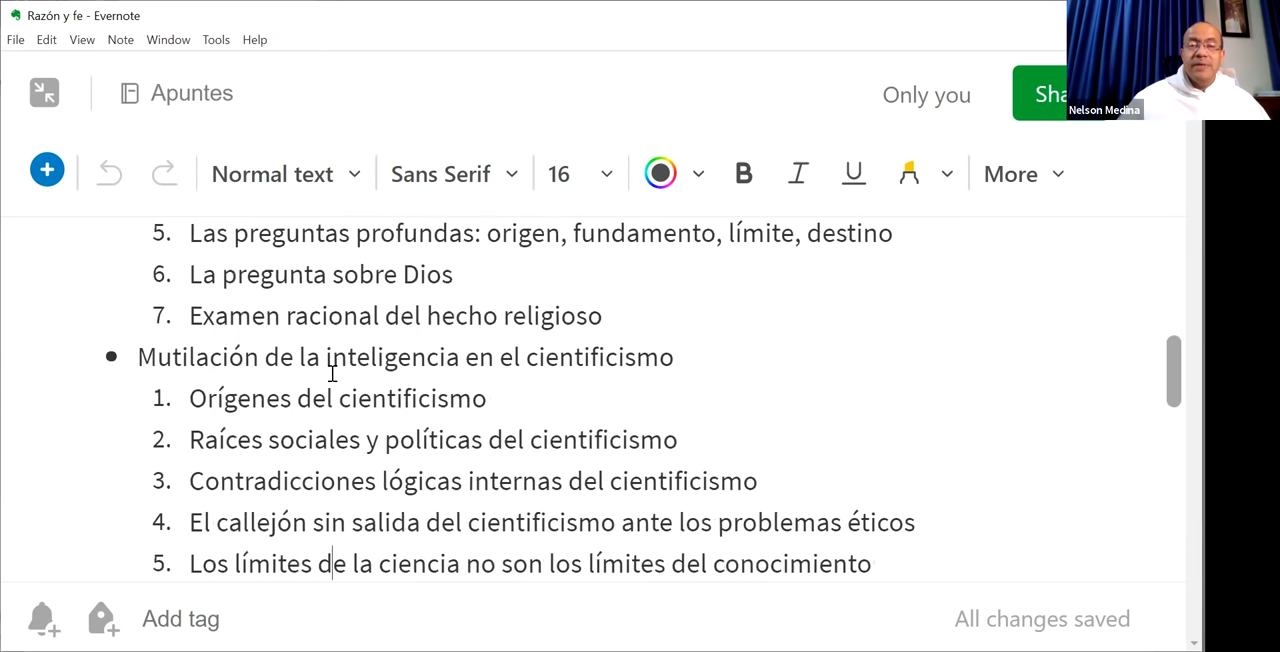 Razón y fe - Evernote
File Edit View Note Window Tools Help
Apuntes
Only you
Sha
Nelson Medina
Normal text
Sans Serif
16
B I U
More
5. Las preguntas profundas: origen, fundamento, límite, destino
6. La pregunta sobre Dios
7. Examen racional del hecho religioso
• Mutilación de la inteligencia en el cientificismo
1. Orígenes del cientificismo
2. Raíces sociales y políticas del cientificismo
3. Contradicciones lógicas internas del cientificismo
4. El callejón sin salida del cientificismo ante los problemas éticos
5. Los límites de la ciencia no son los límites del conocimiento
Add tag
All changes saved